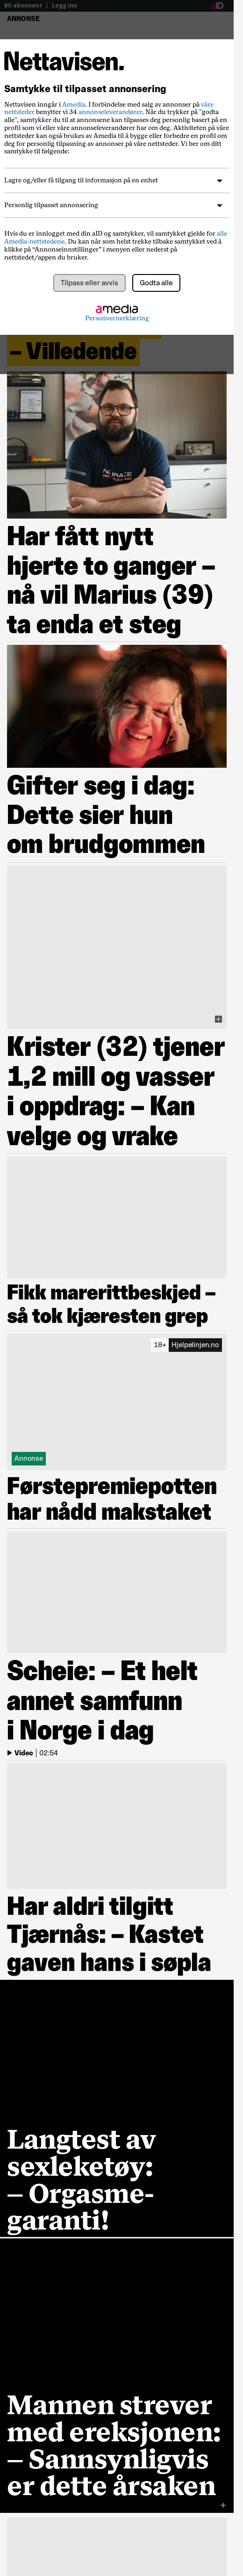 Bli abonnent | Logg inn
aID
ANNONSE
Nettavisen.
Samtykke til tilpasset annonsering
Nettavisen inngår i Amedia. I forbindelse med salg av annonser på våre
nettsteder benytter vi 34 annonseleverandører. Når du trykker på "godta
alle", samtykker du til at annonsene kan tilpasses deg personlig basert på en
profil som vi eller våre annonseleverandører har om deg. Aktiviteten på våre
nettsteder kan også brukes av Amedia til å bygge eller forbedre en profil om
deg for personlig tilpasning av annonser på våre nettsteder. Vi ber om ditt
samtykke til følgende:
Lagre og/eller få tilgang til informasjon på en enhet
Personlig tilpasset annonsering
Hvis du er innlogget med din aID og samtykker, vil samtykket gjelde for alle
Amedia-nettstedene. Du kan når som helst trekke tilbake samtykket ved å
klikke på “Annonseinnstillinger” i menyen eller nederst på
nettstedet/appen du bruker.
Tilpass eller avvis
Godta alle
amedia
Personvernerklæring
– Villedende
Har fått nytt
hjerte to ganger –
nå vil Marius (39)
ta enda et steg
Gifter seg i dag:
Dette sier hun
om brudgommen
Krister (32) tjener
1,2 mill og vasser
i oppdrag: – Kan
velge og vrake
Fikk marerittbeskjed –
så tok kjæresten grep
18+ Hjelpelinjen.no
Annonse
Førstepremiepotten
har nådd makstaket
Scheie: – Et helt
annet samfunn
i Norge i dag
Video | 02:54
Har aldri tilgitt
Tjærnås: – Kastet
gaven hans i søpla
Langtest av
sexleketøy:
– Orgasme-
garanti!
Mannen strever
med ereksjonen:
– Sannsynligvis
er dette årsaken